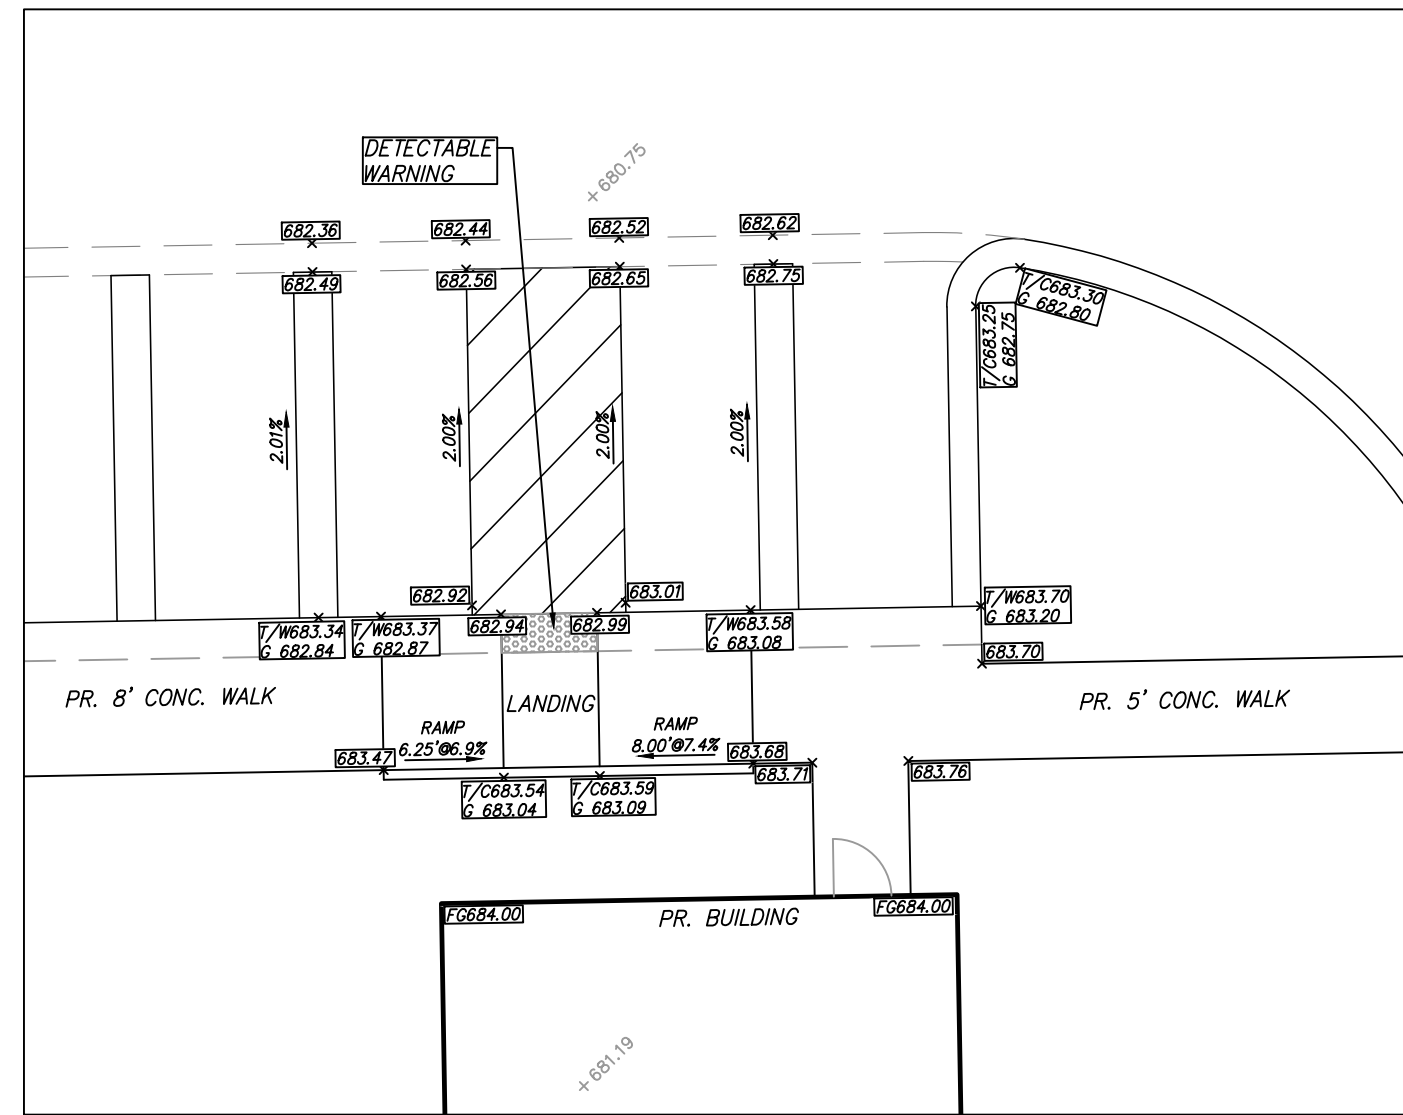 DETECTABLE
WARNING
+ 680.75
682.36
682.44
682.52
682.62
682.49
682.56
682.65
682.75
T/C683.30
G 682.80
T/C683.25
G 682.75
2.01%
2.00%
2.00%
2.00%
682.92
683.01
T/W683.34
G 682.84
T/W683.37
G 682.87
682.94
682.99
T/W683.58
G 683.08
T/W683.70
G 683.20
683.70
PR. 8' CONC. WALK
LANDING
PR. 5' CONC. WALK
RAMP
6.25'@6.9%
RAMP
8.00'@7.4%
683.47
683.68
683.71
683.76
T/C683.54
G 683.04
T/C683.59
G 683.09
FG684.00
PR. BUILDING
FG684.00
+ 681.19